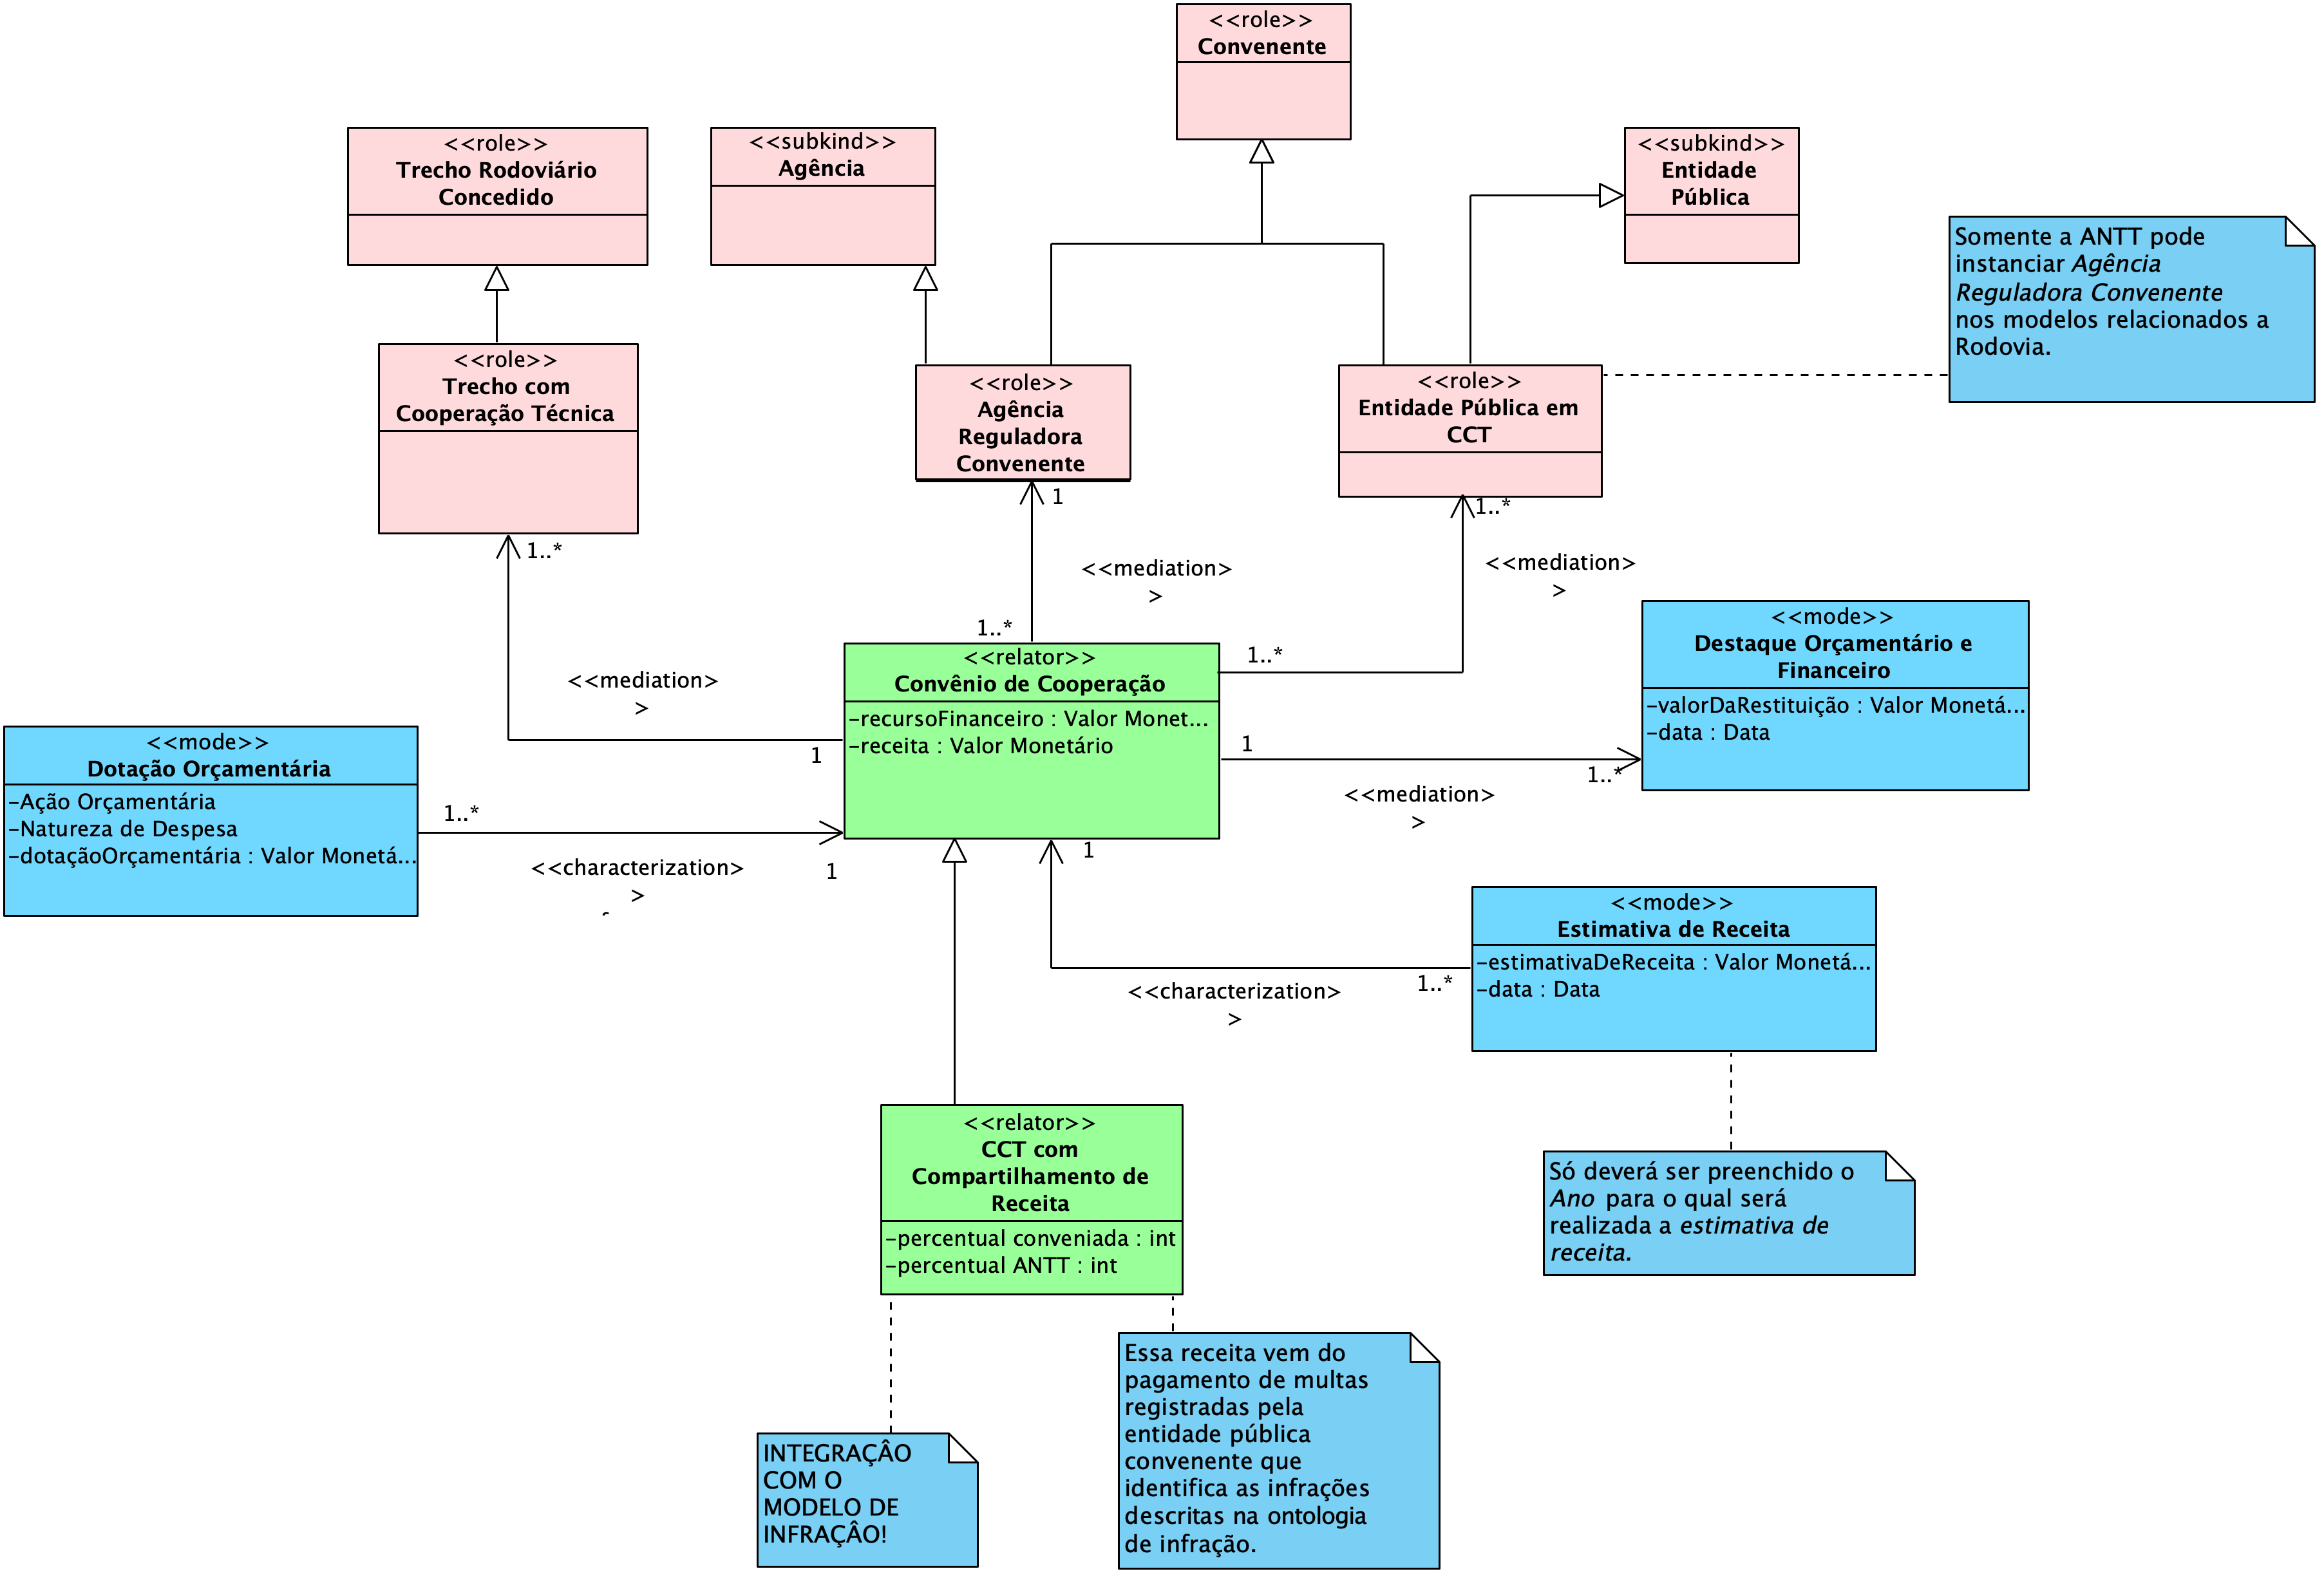 <<role>>
Convenente
<<role>>
Trecho Rodoviário
Concedido
<<subkind>>
Agência
<<subkind>>
Entidade
Pública
Somente a ANTT pode
instanciar Agência
Reguladora Convenente
nos modelos relacionados a
Rodovia.
<<role>>
Trecho com
Cooperação Técnica
<<role>>
Agência
Reguladora
Convenente
<<role>>
Entidade Pública em
CCT
1
1..*
1..*
<<mediation>
>
<<mediation>
>
1..*
1..*
<<mediation>
>
1
<<relator>>
Convênio de Cooperação
-recursoFinanceiro : Valor Monet...
-receita : Valor Monetário
<<mode>>
Destaque Orçamentário e
Financeiro
-valorDaRestituição : Valor Monetá...
-data : Data
1
1..*
<<mediation>
>
<<mode>>
Dotação Orçamentária
-Ação Orçamentária
-Natureza de Despesa
-dotaçãoOrçamentária : Valor Monetá...
1..*
1
<<characterization>
>
1
<<mode>>
Estimativa de Receita
-estimativaDeReceita : Valor Monetá...
-data : Data
1..*
<<characterization>
>
<<relator>>
CCT com
Compartilhamento de
Receita
-percentual conveniada : int
-percentual ANTT : int
Só deverá ser preenchido o
Ano para o qual será
realizada a estimativa de
receita.
Essa receita vem do
pagamento de multas
registradas pela
entidade pública
convenente que
identifica as infrações
descritas na ontologia
de infração.
INTEGRAÇÂO
COM O
MODELO DE
INFRAÇÂO!